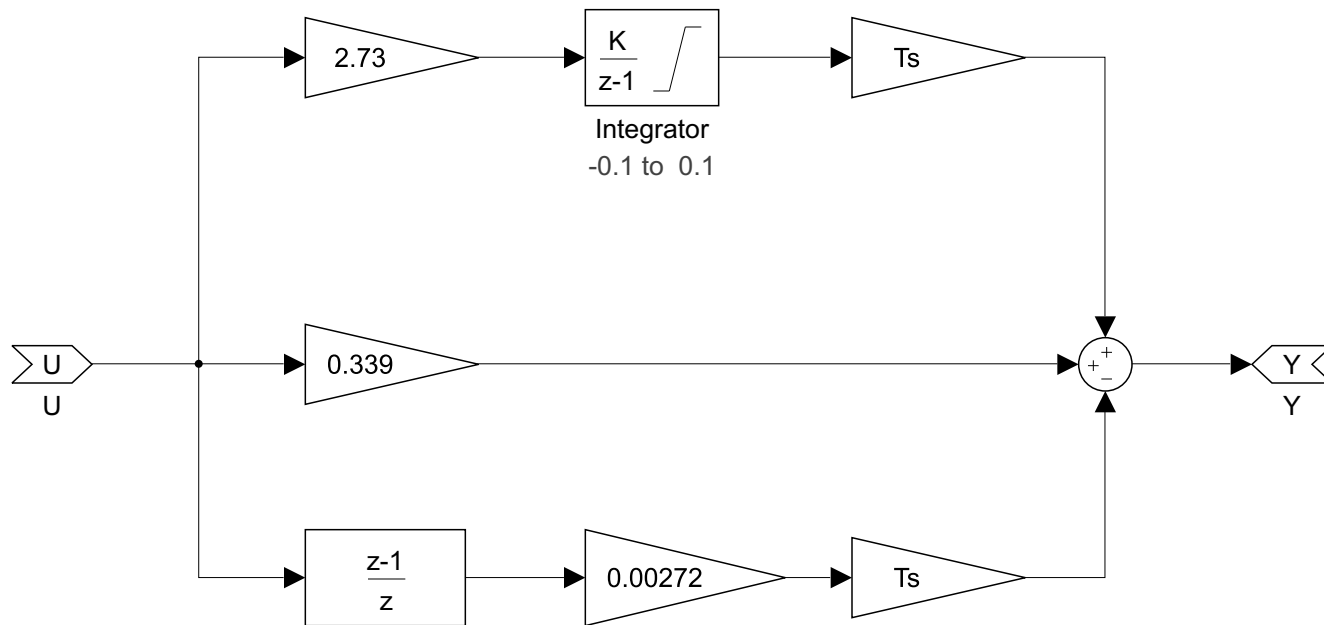 2.73
K
z-1
Ts
Integrator
-0.1 to  0.1
U
U
0.339
+
+
−
Y
Y
z-1
z
0.00272
Ts